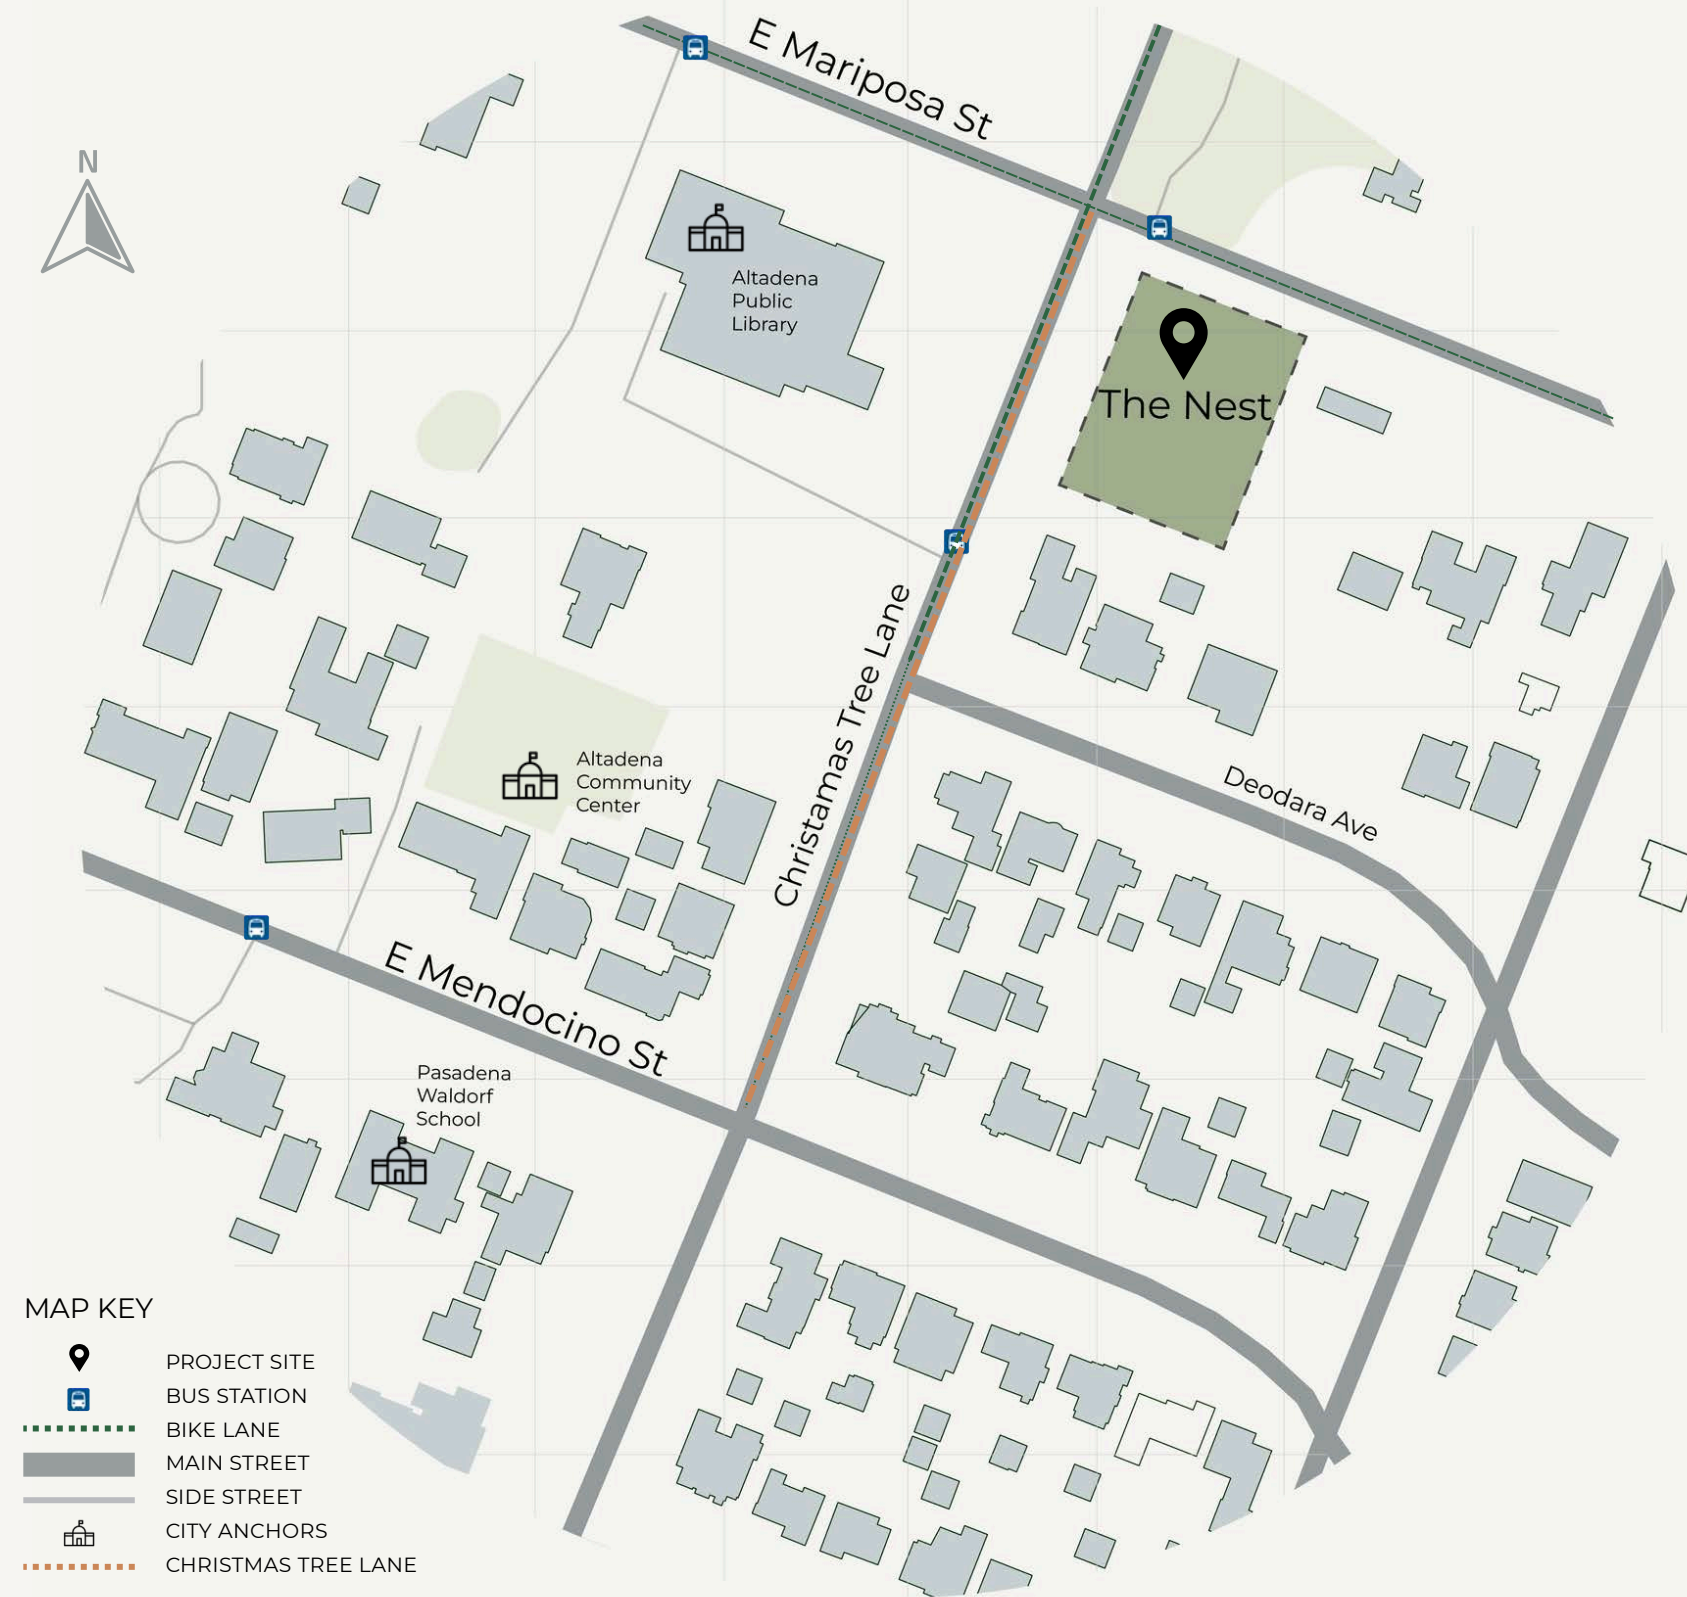 E Mariposa St
N
Altadena
Public
Library
The Nest
Christamas Tree Lane
Altadena
Community
Center
Deodara Ave
E Mendocino St
Pasadena
Waldorf
School
MAP KEY
PROJECT SITE
BUS STATION
BIKE LANE
MAIN STREET
SIDE STREET
CITY ANCHORS
CHRISTMAS TREE LANE